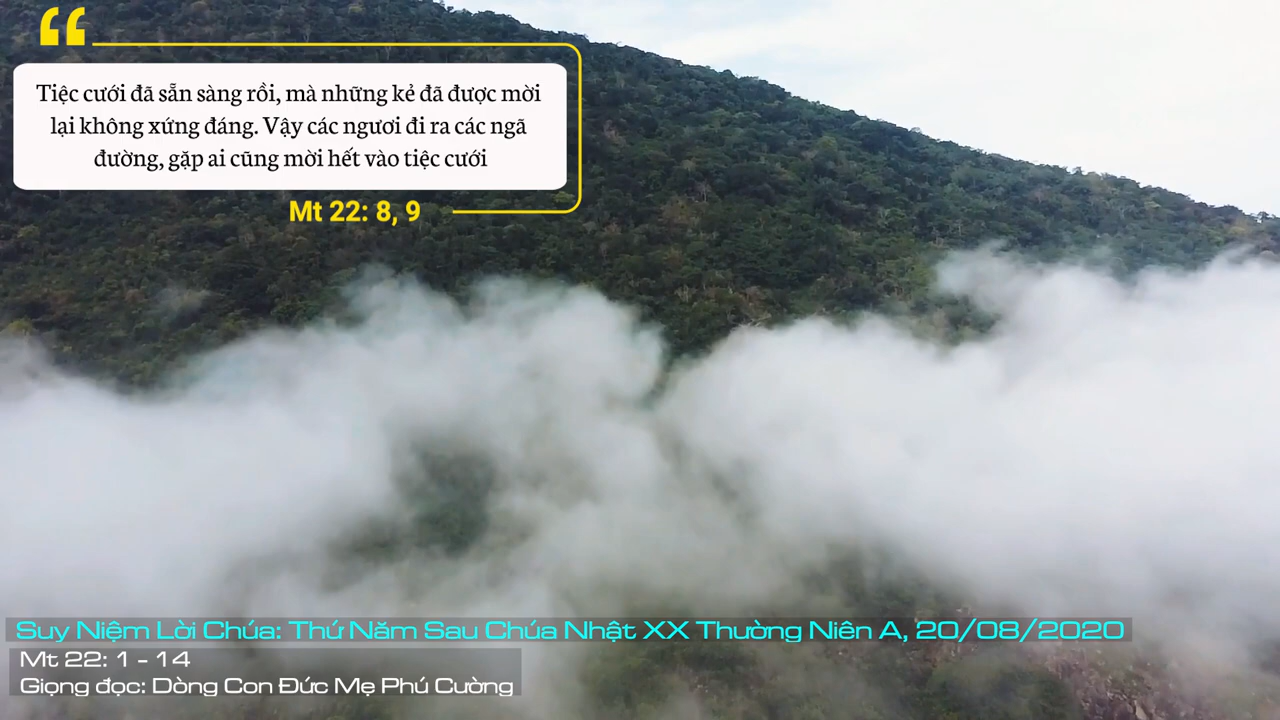 Tiệc cưới đã sẵn sàng rồi, mà những kẻ đã được mời
lại không xứng đáng. Vậy các ngươi đi ra các ngã
đường, gặp ai cũng mời hết vào tiệc cưới
Mt 22: 8, 9
Suy Niệm Lời Chúa: Thứ Năm Sau Chúa Nhật XX Thường Niên A, 20/08/2020
Mt 22: 1 - 14
Giọng đọc: Dòng Con Đức Mẹ Phú Cường